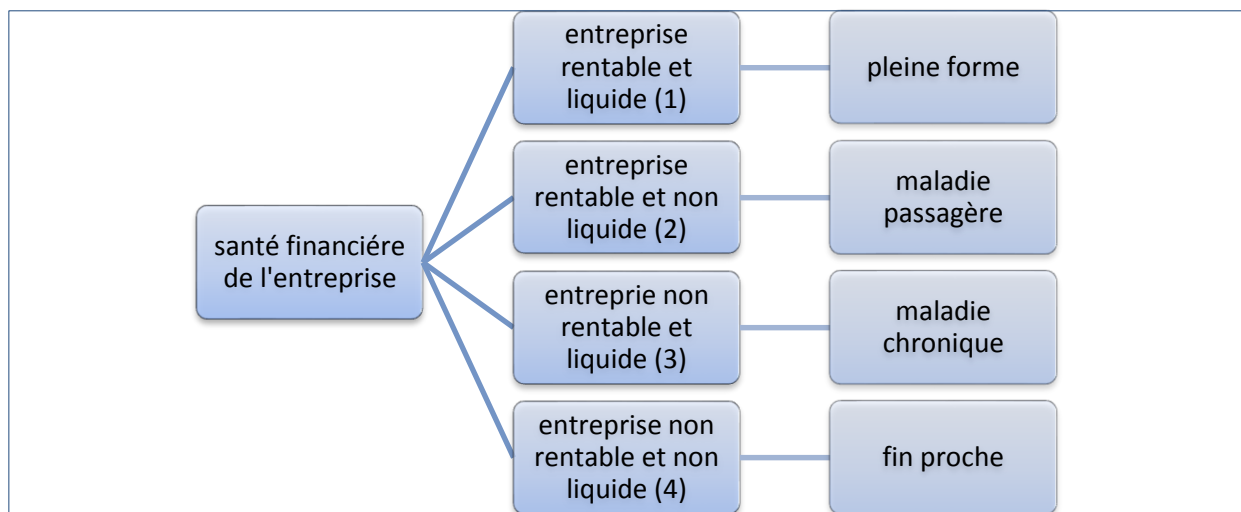 entreprise
rentable et
liquide (1)
pleine forme
entreprise
rentable et non
liquide (2)
maladie
passagère
santé financiére
de l'entreprise
entreprie non
rentable et
liquide (3)
maladie
chronique
entreprise non
rentable et non
liquide (4)
fin proche